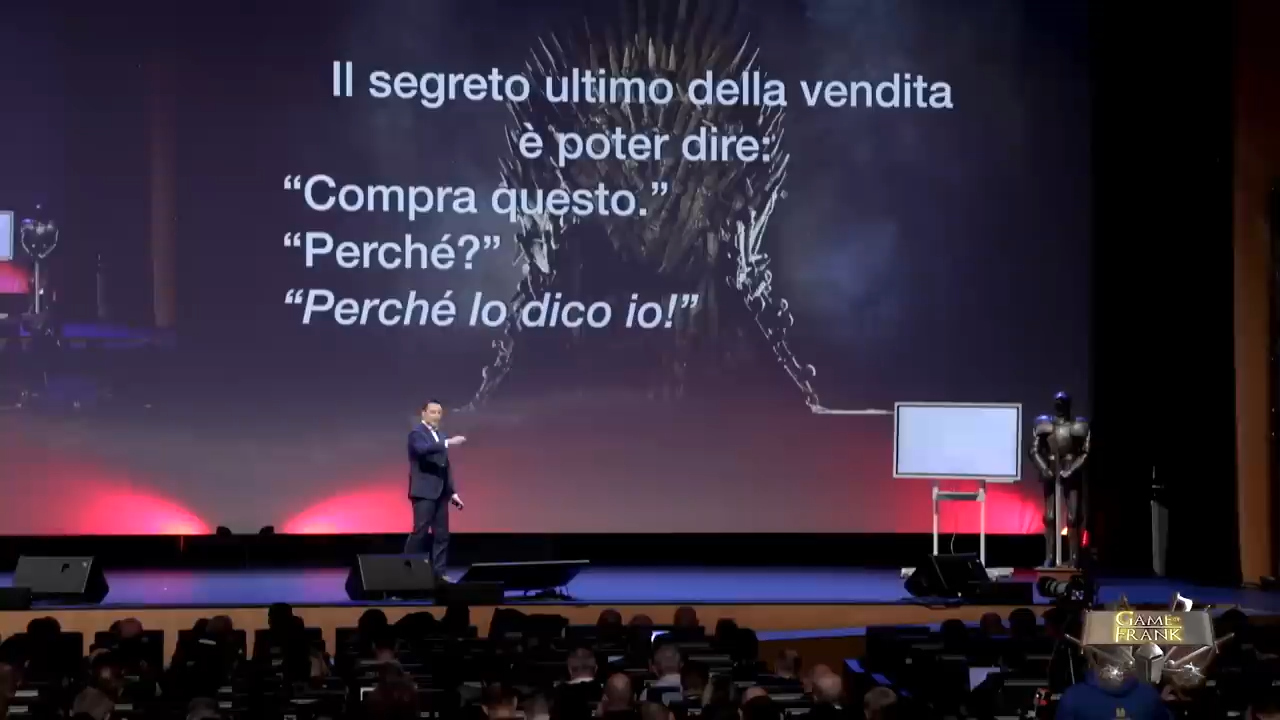 Il segreto ultimo della vendita
è poter dire:
“Compra questo.”
“Perché?”
“Perché lo dico io!”
GAME OF
FRANK